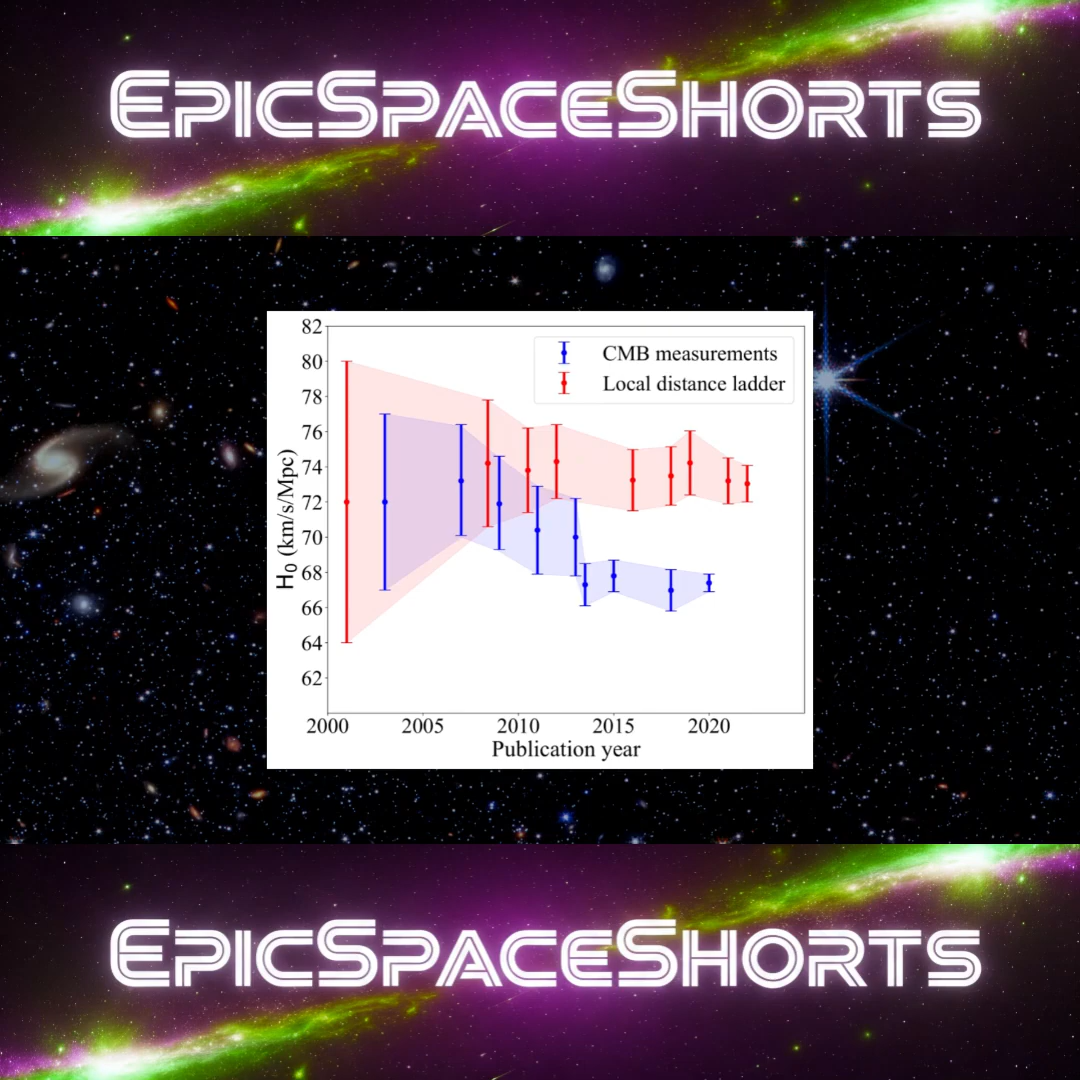 EPICSPACESHORTS
82
80
78
76
74
72
70
68
66
64
62
H₀ (km/s/Mpc)
CMB measurements
Local distance ladder
2000 2005 2010 2015 2020
Publication year
EPICSPACESHORTS